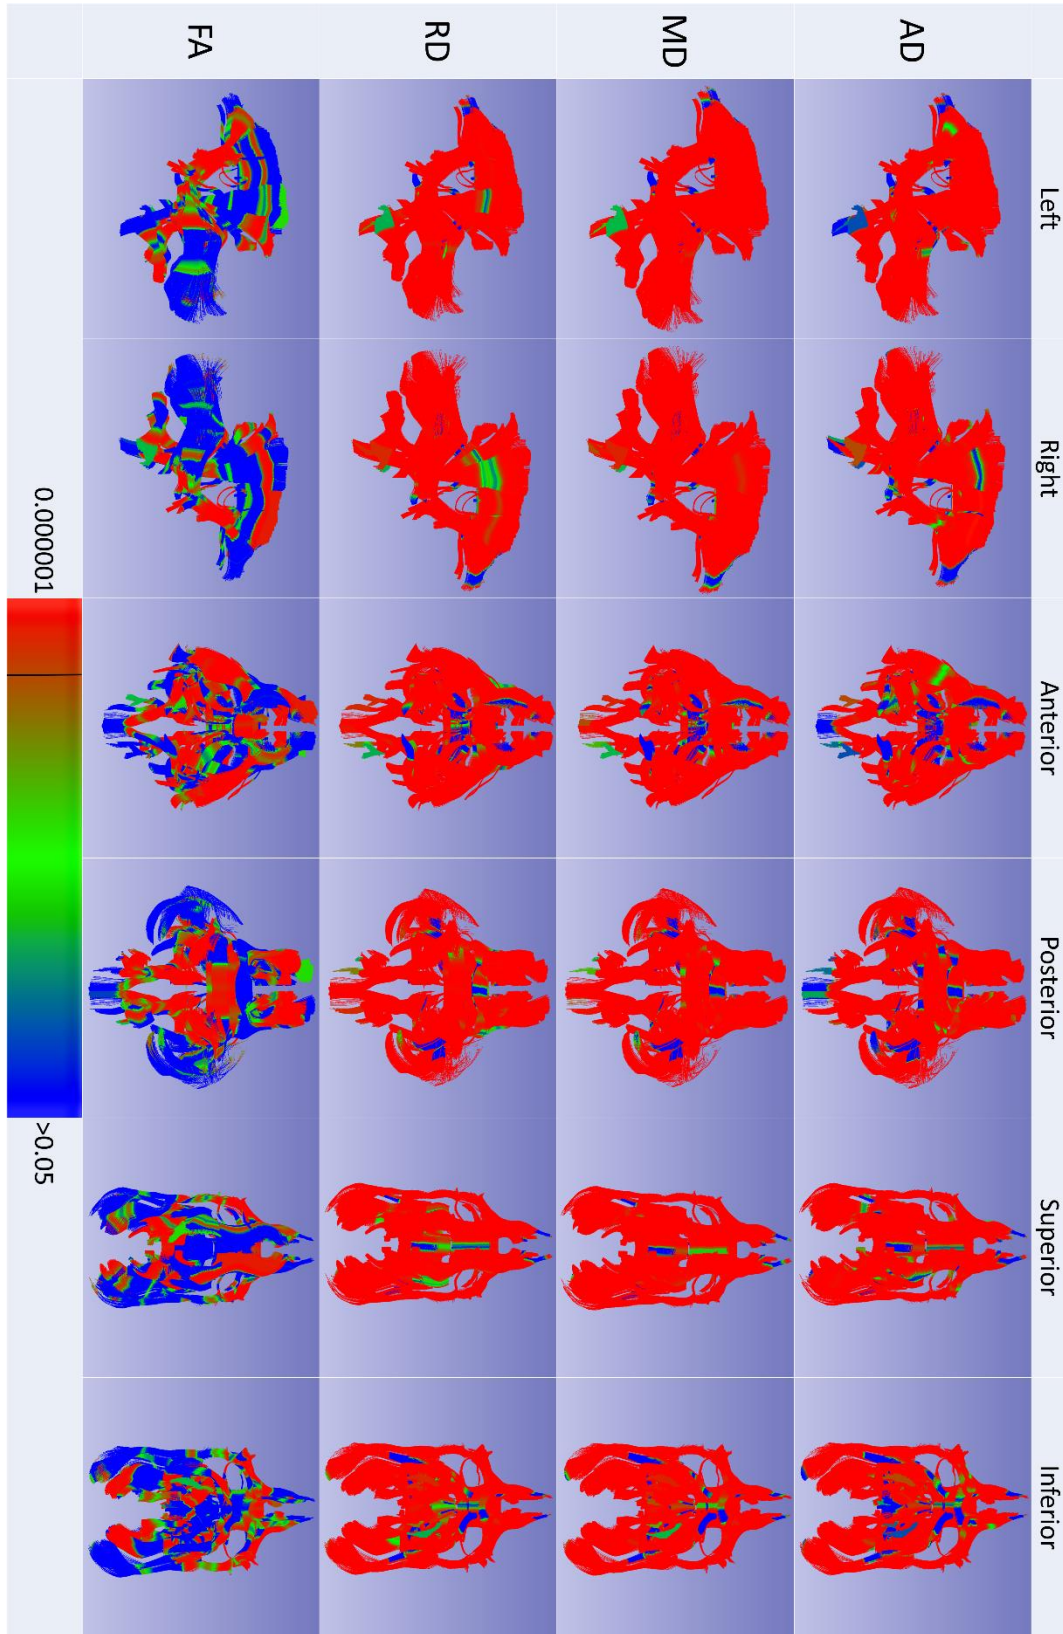 Left Right Anterior Posterior Superior Inferior
AD
MD
RD
FA
0.000001 >0.05